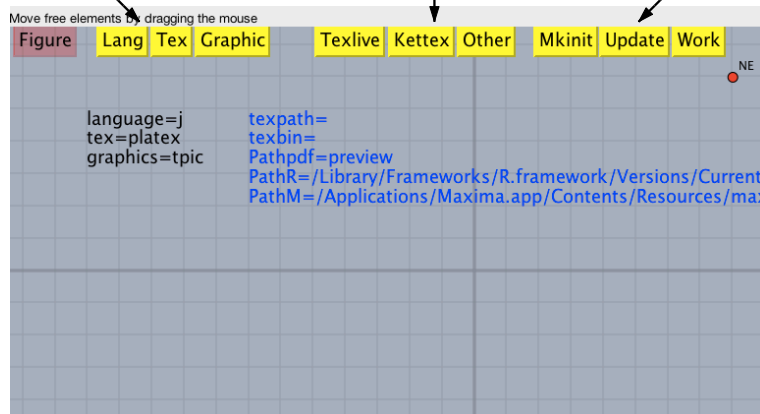 Move free elements by dragging the mouse
Figure Lang Tex Graphic Texlive Kettex Other Mkinit Update Work
NE
language=j
tex=platex
graphics=tpic
texpath=
texbin=
Pathpdf=preview
PathR=/Library/Frameworks/R.framework/Versions/Current
PathM=/Applications/Maxima.app/Contents/Resources/max